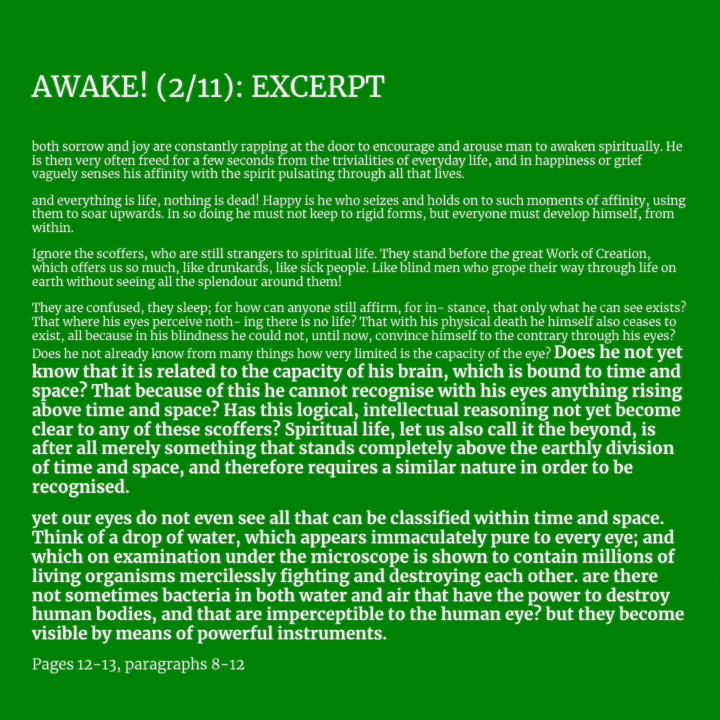 AWAKE! (2/11): EXCERPT
both sorrow and joy are constantly rapping at the door to encourage and arouse man to awaken spiritually. He
is then very often freed for a few seconds from the trivialities of everyday life, and in happiness or grief
vaguely senses his affinity with the spirit pulsating through all that lives.
and everything is life, nothing is dead! Happy is he who seizes and holds on to such moments of affinity, using
them to soar upwards. In so doing he must not keep to rigid forms, but everyone must develop himself, from
within.
Ignore the scoffers, who are still strangers to spiritual life. They stand before the great Work of Creation,
which offers us so much, like drunkards, like sick people. Like blind men who grope their way through life on
earth without seeing all the splendour around them!
They are confused, they sleep; for how can anyone still affirm, for in- stance, that only what he can see exists?
That where his eyes perceive noth- ing there is no life? That with his physical death he himself also ceases to
exist, all because in his blindness he could not, until now, convince himself to the contrary through his eyes?
Does he not already know from many things how very limited is the capacity of the eye? Does he not yet
know that it is related to the capacity of his brain, which is bound to time and
space? That because of this he cannot recognise with his eyes anything rising
above time and space? Has this logical, intellectual reasoning not yet become
clear to any of these scoffers? Spiritual life, let us also call it the beyond, is
after all merely something that stands completely above the earthly division
of time and space, and therefore requires a similar nature in order to be
recognised.
yet our eyes do not even see all that can be classified within time and space.
Think of a drop of water, which appears immaculately pure to every eye; and
which on examination under the microscope is shown to contain millions of
living organisms mercilessly fighting and destroying each other. are there
not sometimes bacteria in both water and air that have the power to destroy
human bodies, and that are imperceptible to the human eye? but they become
visible by means of powerful instruments.
Pages 12-13, paragraphs 8-12